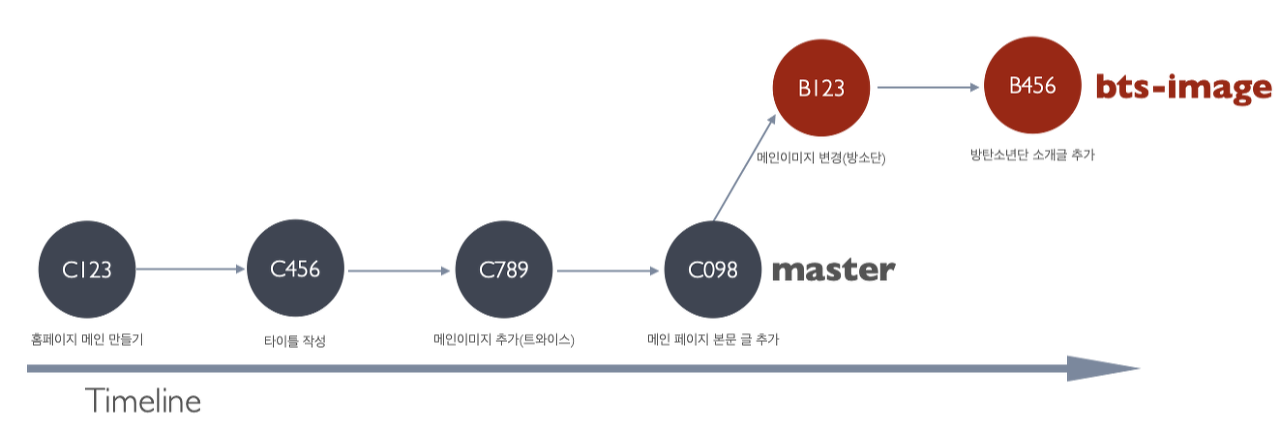 B123
B456
bts-image
메인이미지 변경(방소단)
방탄소년단 소개글 추가
C123
C456
C789
C098
master
홈페이지 메인 만들기
타이틀 작성
메인이미지 추가(트와이스)
메인 페이지 본문 글 추가
Timeline